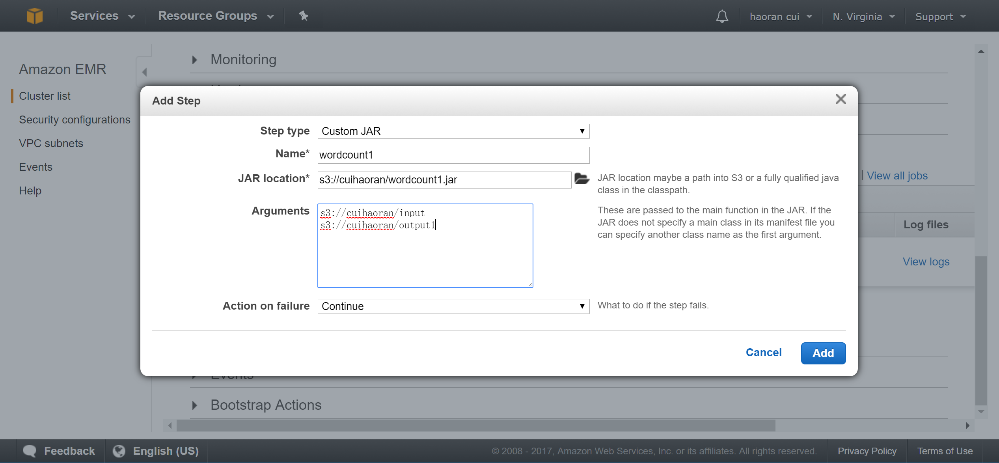 Services
Resource Groups
haoran cui
N. Virginia
Support
Amazon EMR
Cluster list
Security configurations
VPC subnets
Events
Help
Monitoring
Add Step
Step type
Custom JAR
Name*
wordcount1
JAR location*
s3://cuihaoran/wordcount1.jar
JAR location maybe a path into S3 or a fully qualified java
class in the classpath.
Arguments
s3://cuihaoran/input
s3://cuihaoran/output1
These are passed to the main function in the JAR. If the
JAR does not specify a main class in its manifest file you
can specify another class name as the first argument.
Action on failure
Continue
What to do if the step fails.
Cancel
Add
View all jobs
Log files
View logs
Events
Bootstrap Actions
Feedback
English (US)
© 2008 - 2017, Amazon Web Services, Inc. or its affiliates. All rights reserved.
Privacy Policy
Terms of Use